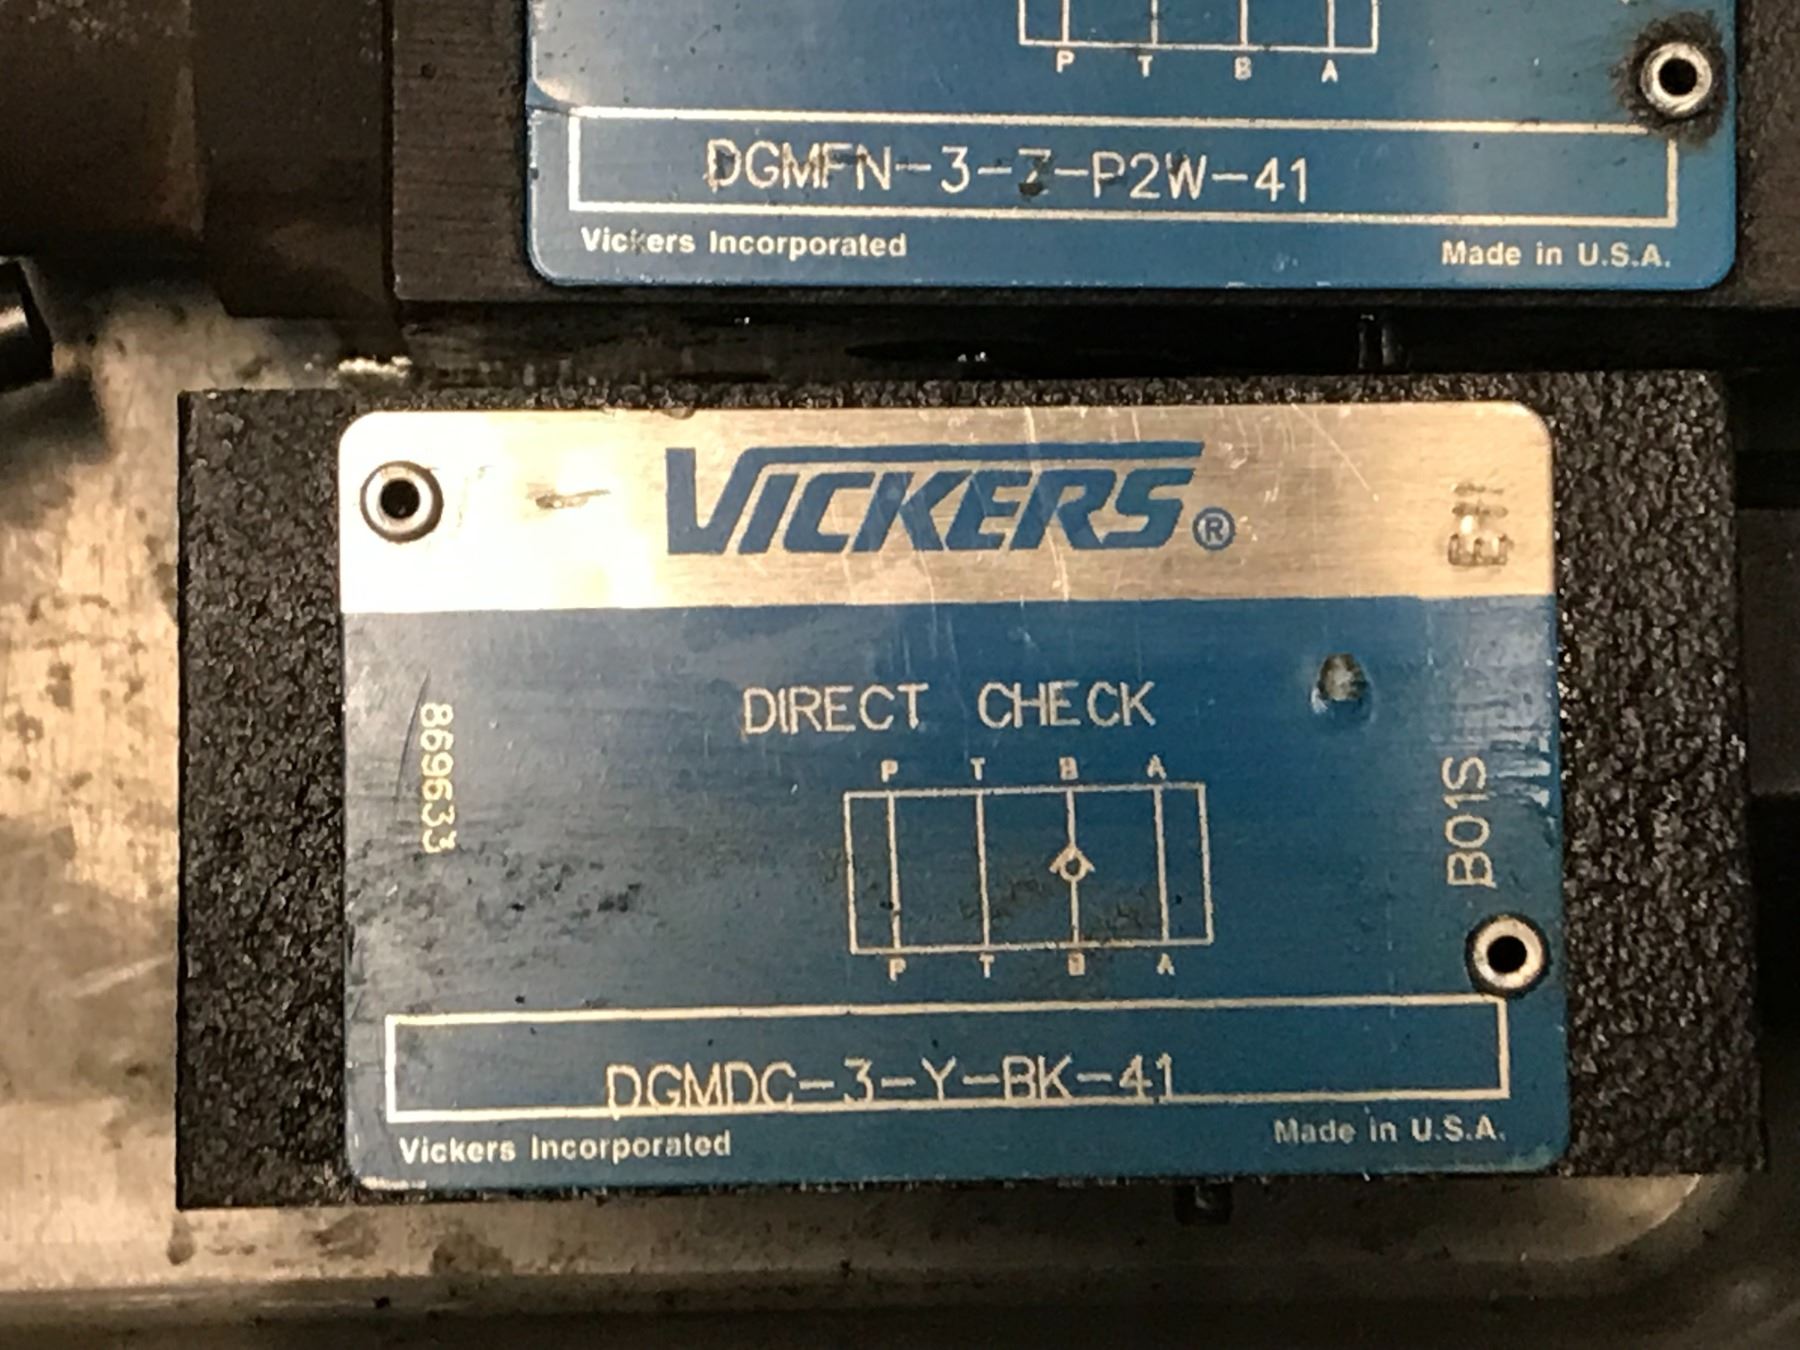 P T B A
DGMFN-3-Z-P2W-41
Vickers Incorporated
Made in U.S.A.
VICKERS®
DIRECT CHECK
869633
P T B A
B01S
P T B A
DGMDC-3-Y-BK-41
Vickers Incorporated
Made in U.S.A.